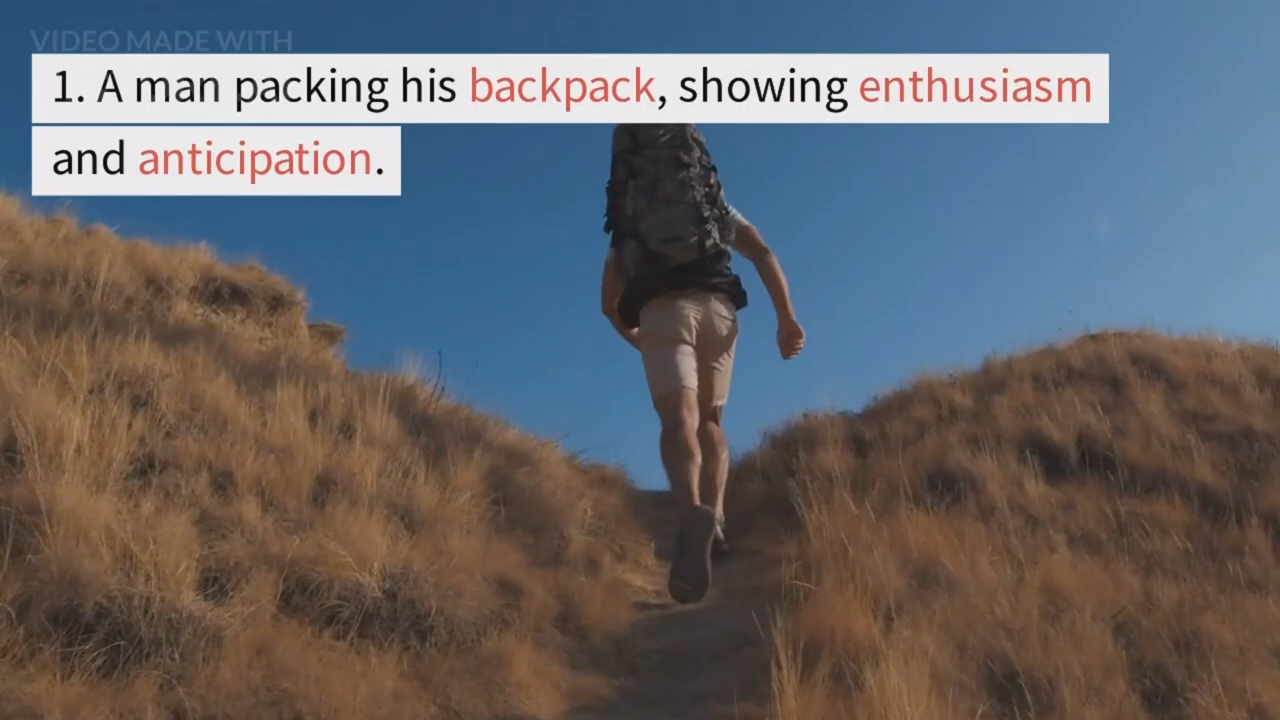 VIDEO MADE WITH
1. A man packing his backpack, showing enthusiasm
and anticipation.